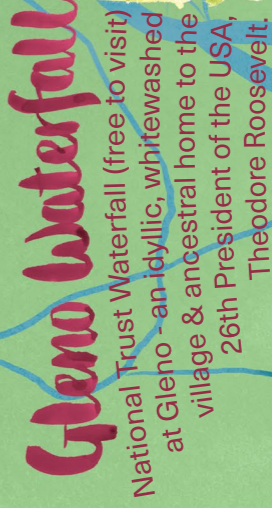 Gleno Waterfall
National Trust Waterfall (free to visit)
at Gleno - an idyllic, whitewashed
village & ancestral home to the
26th President of the USA,
Theodore Roosevelt.